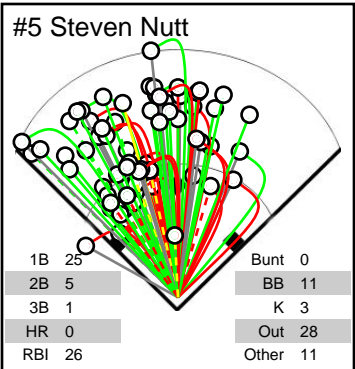 #5 Steven Nutt
1B 25 Bunt 0
2B 5 BB 11
3B 1 K 3
HR 0 Out 28
RBI 26 Other 11